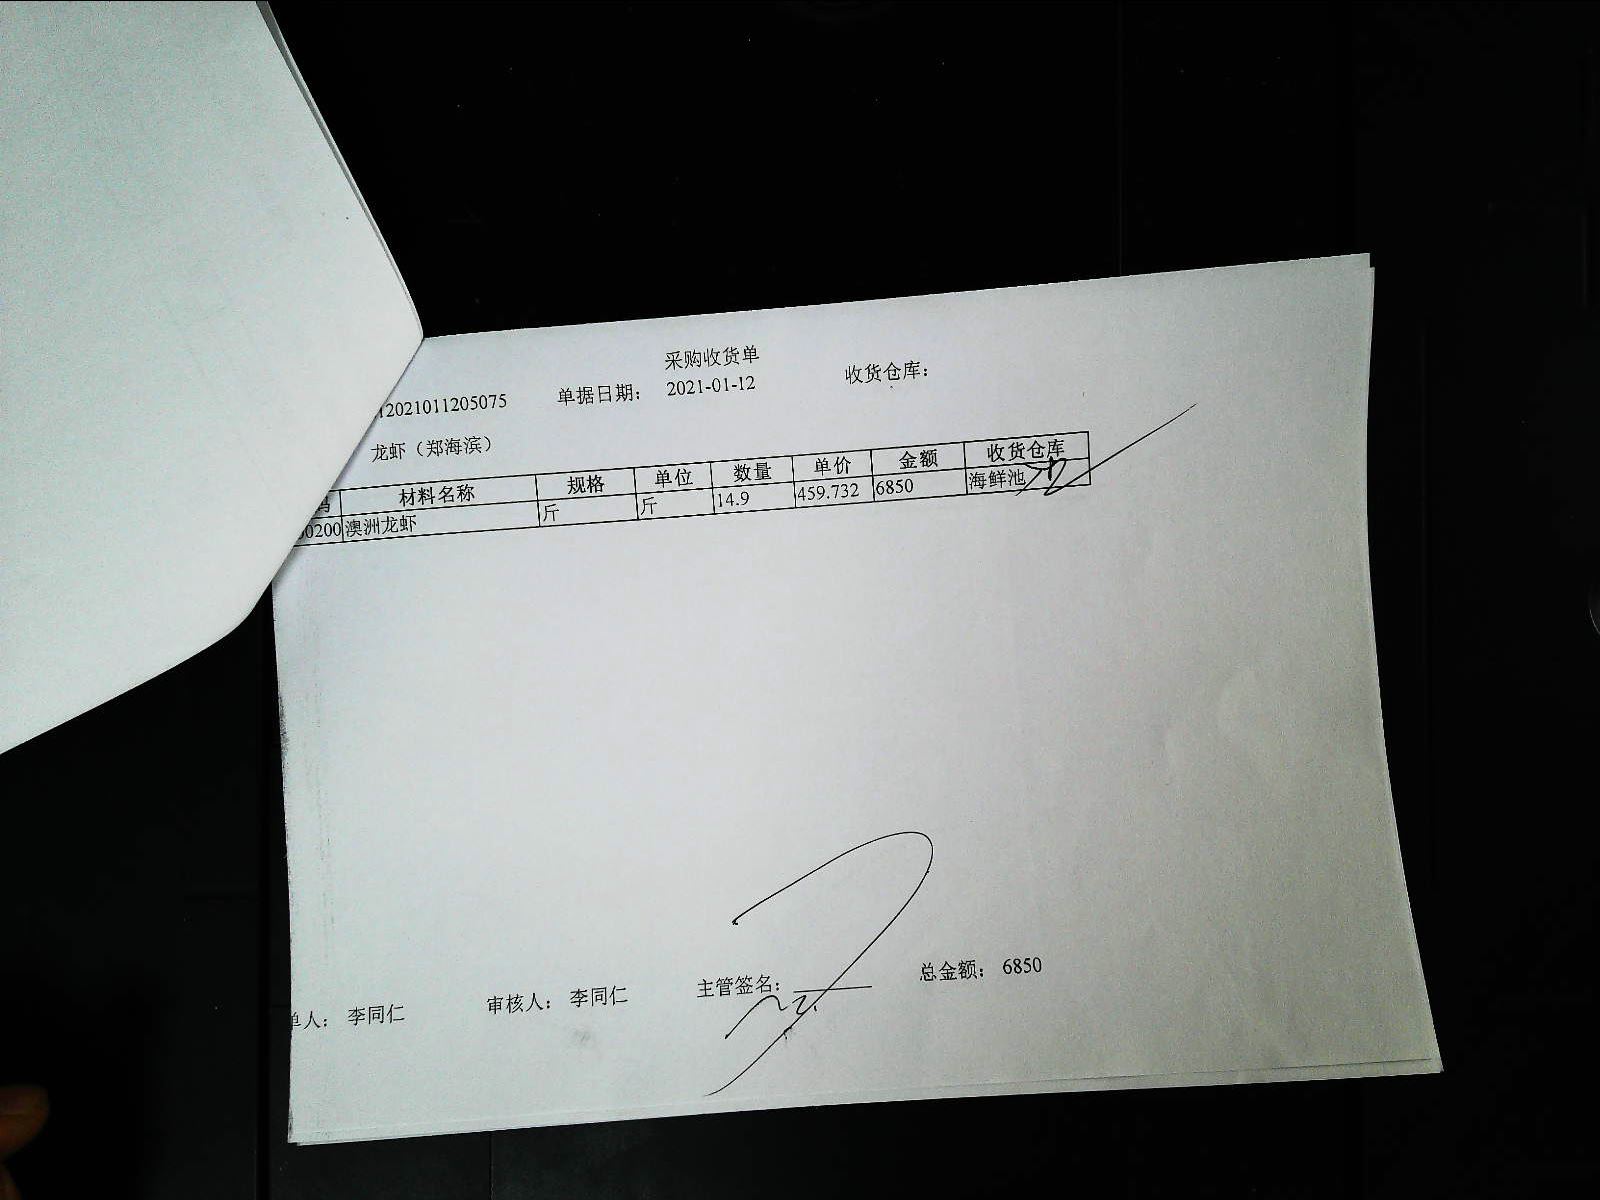 采购收货单
12021011205075 单据日期： 2021-01-12 收货仓库：
龙虾（郑海滨）
码 材料名称 规格 单位 数量 单价 金额 收货仓库
0200 澳洲龙虾 斤 斤 14.9 459.732 6850 海鲜池
单人： 李同仁 审核人： 李同仁 主管签名： 总金额： 6850